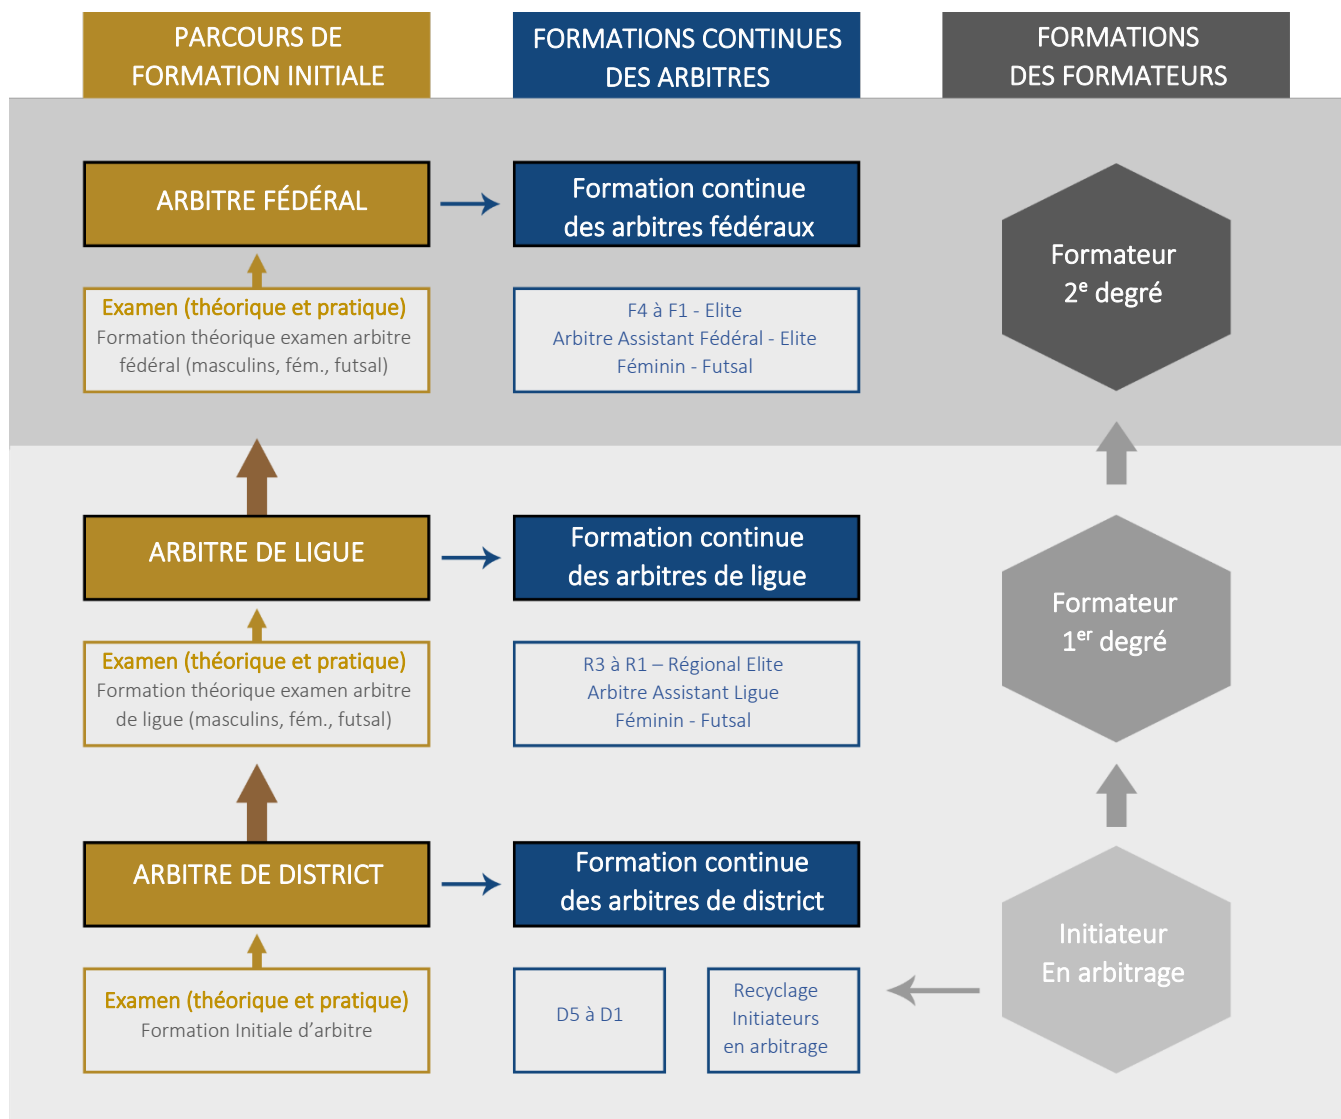 PARCOURS DE
FORMATION INITIALE
FORMATIONS CONTINUES
DES ARBITRES
FORMATIONS
DES FORMATEURS
ARBITRE FÉDÉRAL
Formation continue
des arbitres fédéraux
Formateur
2e degré
Examen (théorique et pratique)
Formation théorique examen arbitre
fédéral (masculins, fém., futsal)
F4 à F1 - Elite
Arbitre Assistant Fédéral - Elite
Féminin - Futsal
ARBITRE DE LIGUE
Formation continue
des arbitres de ligue
Formateur
1er degré
Examen (théorique et pratique)
Formation théorique examen arbitre
de ligue (masculins, fém., futsal)
R3 à R1 – Régional Elite
Arbitre Assistant Ligue
Féminin - Futsal
ARBITRE DE DISTRICT
Formation continue
des arbitres de district
Initiateur
En arbitrage
Examen (théorique et pratique)
Formation Initiale d’arbitre
D5 à D1
Recyclage
Initiateurs
en arbitrage